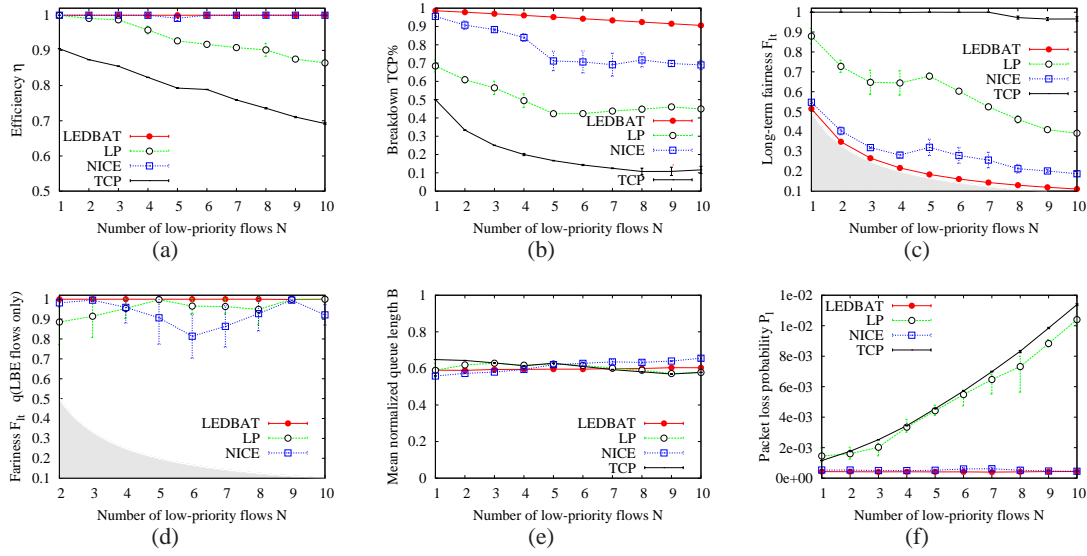 Efficiency η
1
0.9
0.8
0.7
0.6
0.5
LEDBAT
LP
NICE
TCP
1 2 3 4 5 6 7 8 9 10
Number of low-priority flows N
(a)
Breakdown TCP%
1
0.9
0.8
0.7
0.6
0.5
0.4
0.3
0.2
0.1
0
LEDBAT
LP
NICE
TCP
1 2 3 4 5 6 7 8 9 10
Number of low-priority flows N
(b)
Long-term fairness F_lt
1
0.9
0.8
0.7
0.6
0.5
0.4
0.3
0.2
0.1
LEDBAT
LP
NICE
TCP
1 2 3 4 5 6 7 8 9 10
Number of low-priority flows N
(c)
Fariness F_lt q(LBE flows only)
1
0.9
0.8
0.7
0.6
0.5
0.4
0.3
0.2
0.1
LEDBAT
LP
NICE
2 3 4 5 6 7 8 9 10
Number of low-priority flows N
(d)
Mean normalized queue length B
1
0.8
0.6
0.4
0.2
0
LEDBAT
LP
NICE
TCP
1 2 3 4 5 6 7 8 9 10
Number of low-priority flows N
(e)
Packet loss probability P_l
1e-02
1e-02
8e-03
6e-03
4e-03
2e-03
0e+00
LEDBAT
LP
NICE
TCP
1 2 3 4 5 6 7 8 9 10
Number of low-priority flows N
(f)